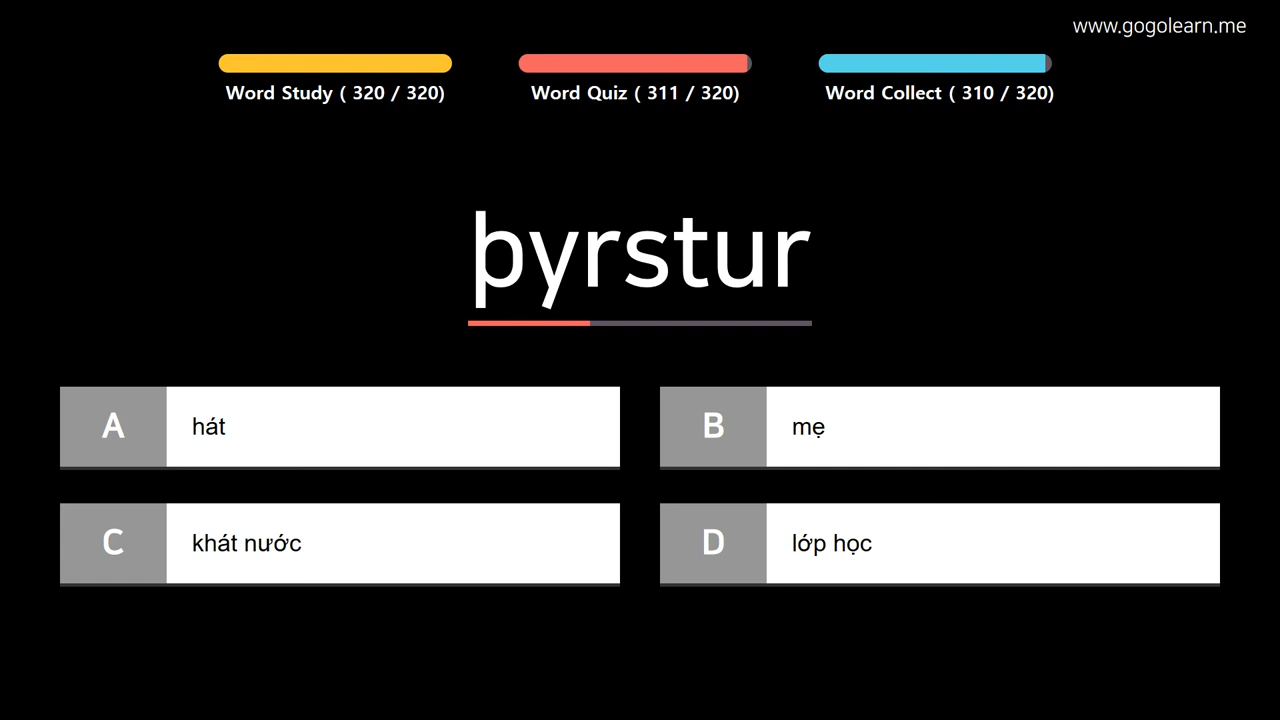 www.gogolearn.me
Word Study ( 320 / 320)
Word Quiz ( 311 / 320)
Word Collect ( 310 / 320)
þyrstur
A hát
B mẹ
C khát nước
D lớp học